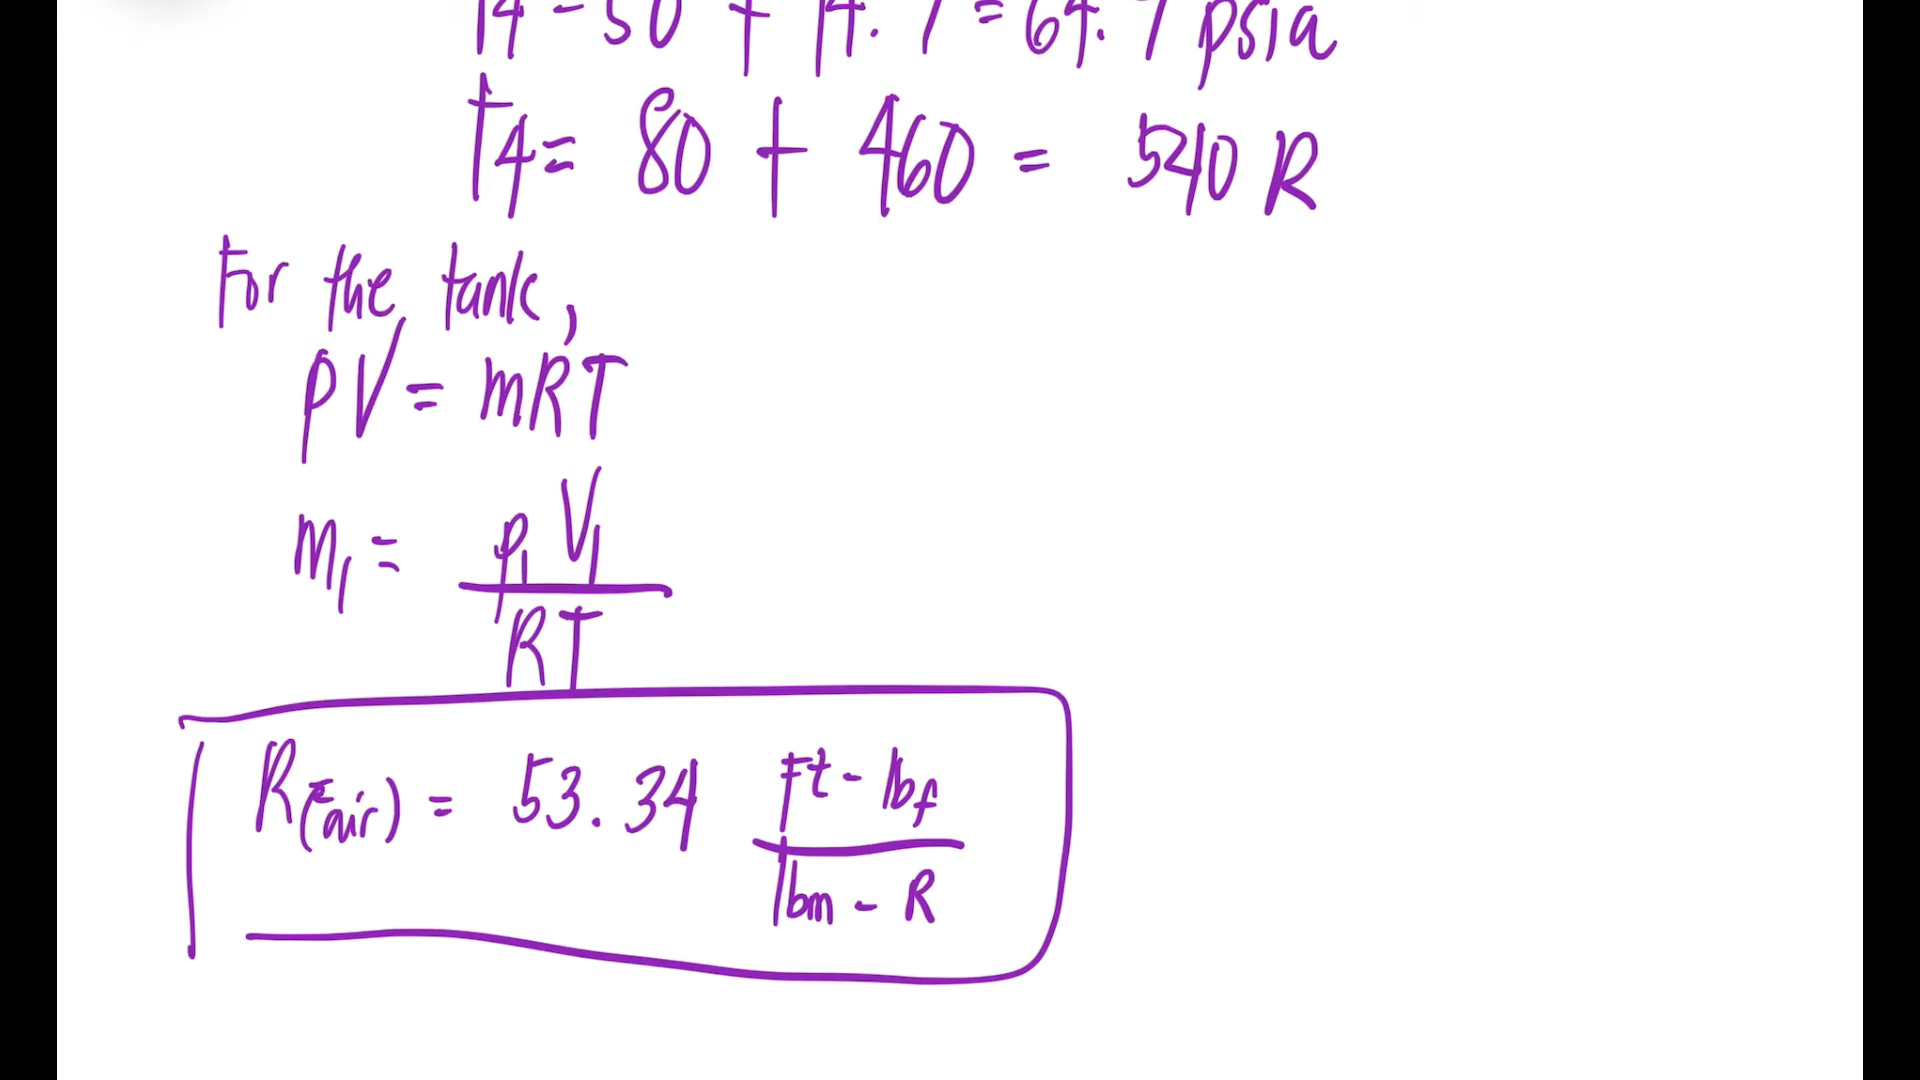 P4 = 50 + 14.7 = 64.7 psia
T4 = 80 + 460 = 540 R
For the tank,
PV = mRT
m₁ = p₁ V₁
RT
R(air) = 53.34 ft-lbf
lbm - R